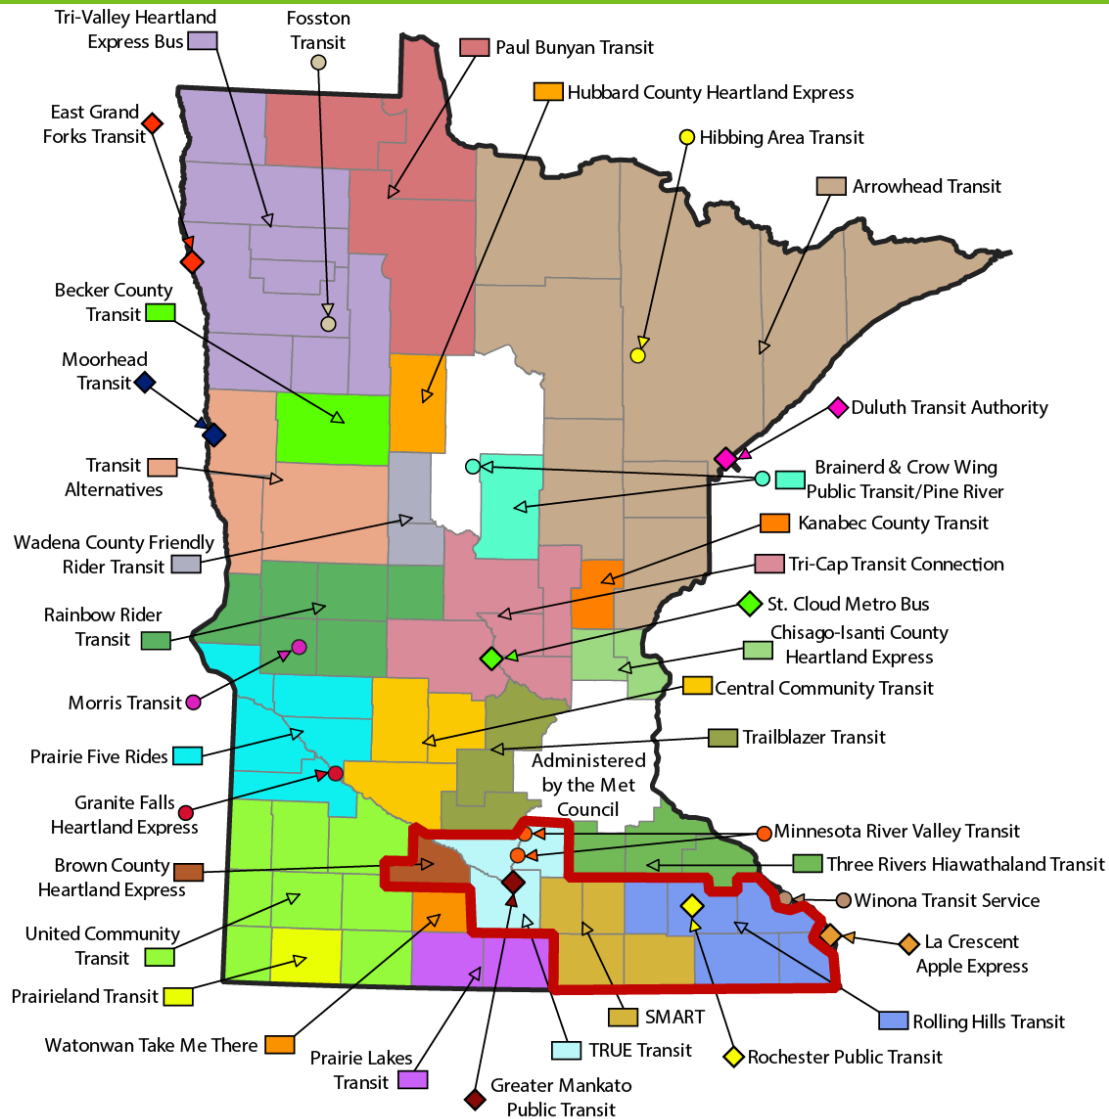 Tri-Valley Heartland
Express Bus
Fosston
Transit
Paul Bunyan Transit
Hubbard County Heartland Express
East Grand
Forks Transit
Hibbing Area Transit
Arrowhead Transit
Becker County
Transit
Moorhead
Transit
Duluth Transit Authority
Transit
Alternatives
Brainerd & Crow Wing
Public Transit/Pine River
Kanabec County Transit
Wadena County Friendly
Rider Transit
Tri-Cap Transit Connection
St. Cloud Metro Bus
Rainbow Rider
Transit
Chisago-Isanti County
Heartland Express
Morris Transit
Central Community Transit
Prairie Five Rides
Trailblazer Transit
Administered
by the Met
Council
Granite Falls
Heartland Express
Minnesota River Valley Transit
Brown County
Heartland Express
Three Rivers Hiawathaland Transit
Winona Transit Service
United Community
Transit
La Crescent
Apple Express
Prairieland Transit
SMART
Rolling Hills Transit
Watonwan Take Me There
TRUE Transit
Rochester Public Transit
Prairie Lakes
Transit
Greater Mankato
Public Transit